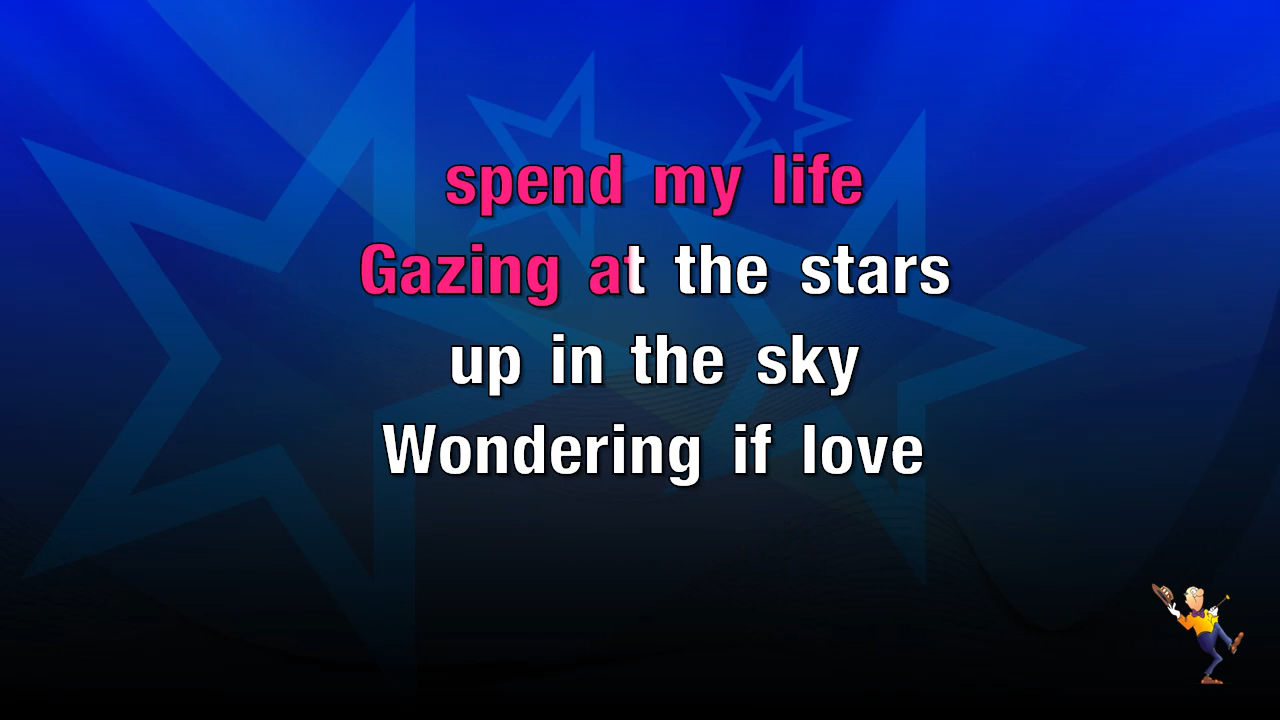 spend my life
Gazing at the stars
up in the sky
Wondering if love